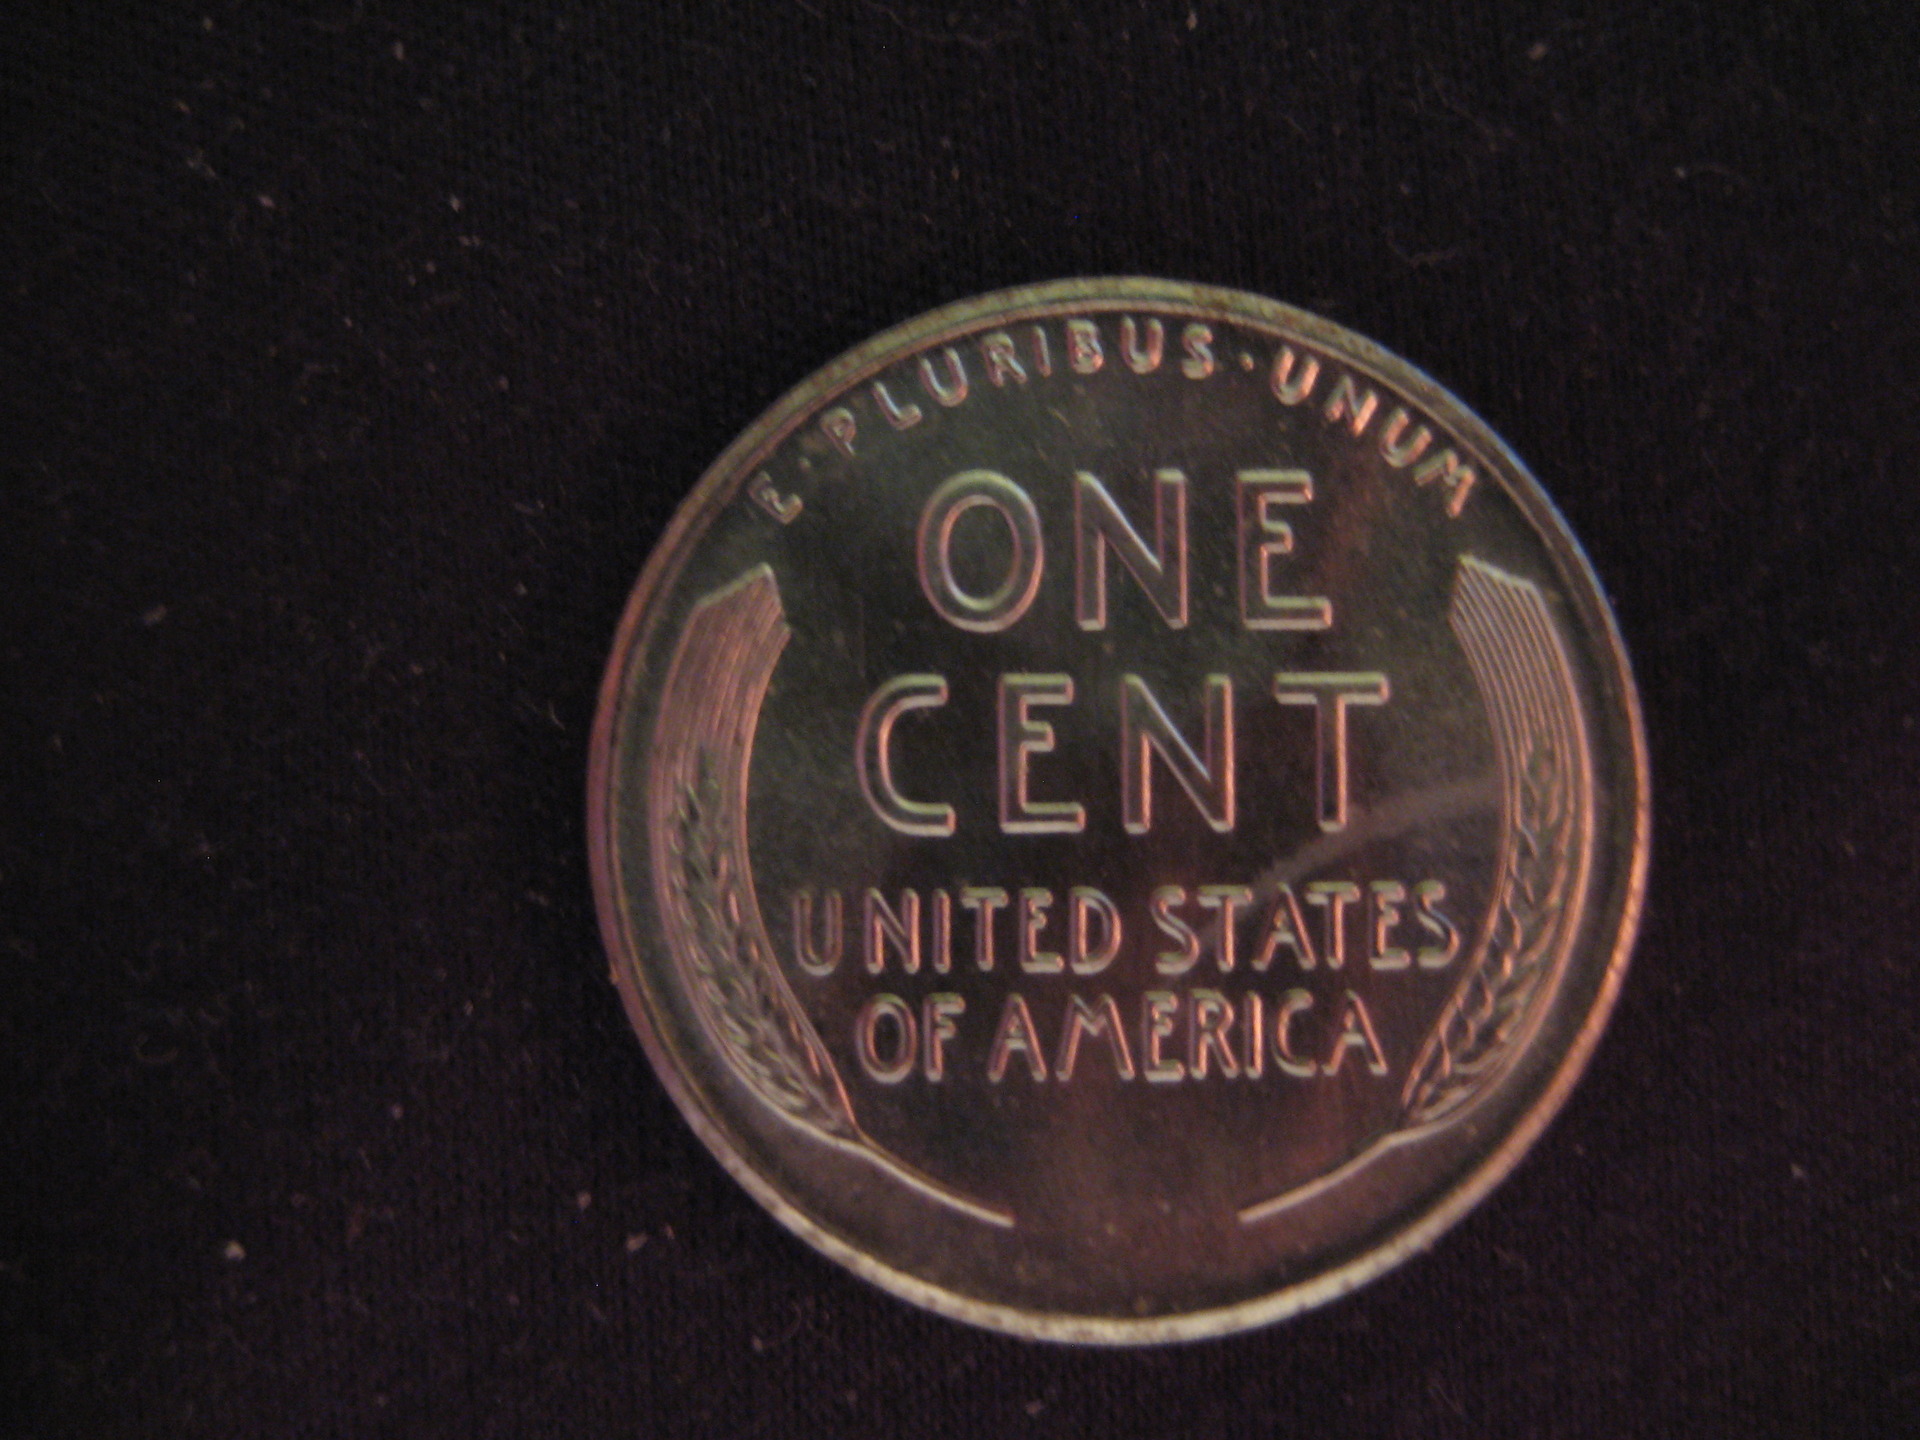 E·PLURIBUS·UNUM
ONE
CENT
UNITED STATES
OF AMERICA